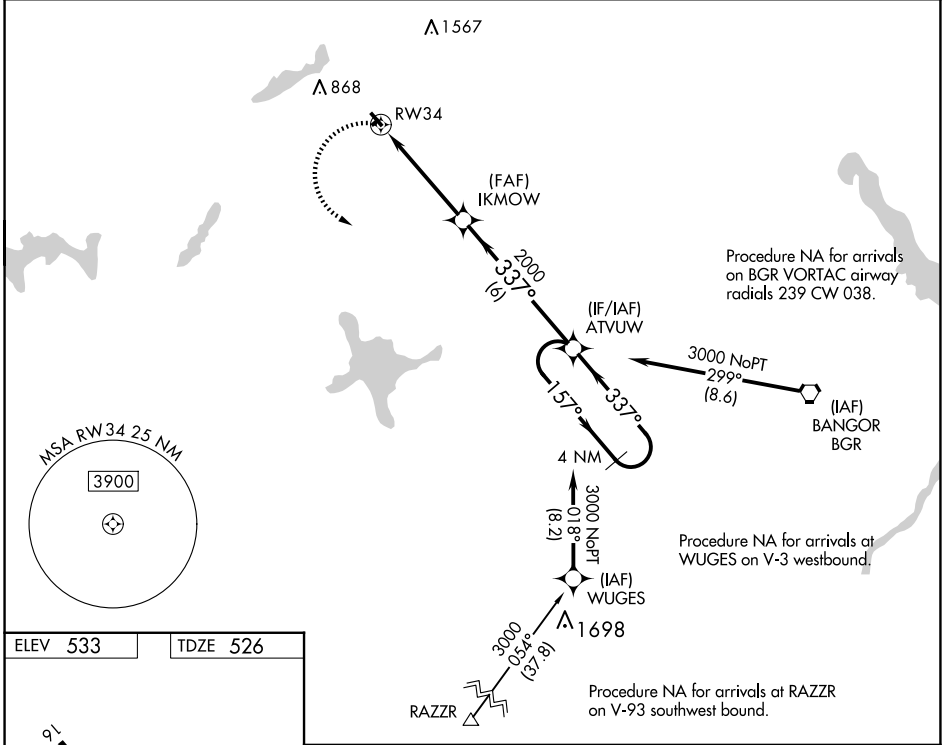 1567
868
RW34
(FAF)
IKMOW
2000
337°
(6)
Procedure NA for arrivals
on BGR VORTAC airway
radials 239 CW 038.
(IF/IAF)
ATVUW
3000 NoPT
299°
(8.6)
(IAF)
BANGOR
BGR
157°
337°
4 NM
MSA RW34 25 NM
3900
3000 NoPT
018°
(8.2)
Procedure NA for arrivals at
WUGES on V-3 westbound.
(IAF)
WUGES
1698
3000
054°
(37.8)
RAZZR
Procedure NA for arrivals at RAZZR
on V-93 southwest bound.
ELEV 533
TDZE 526
16